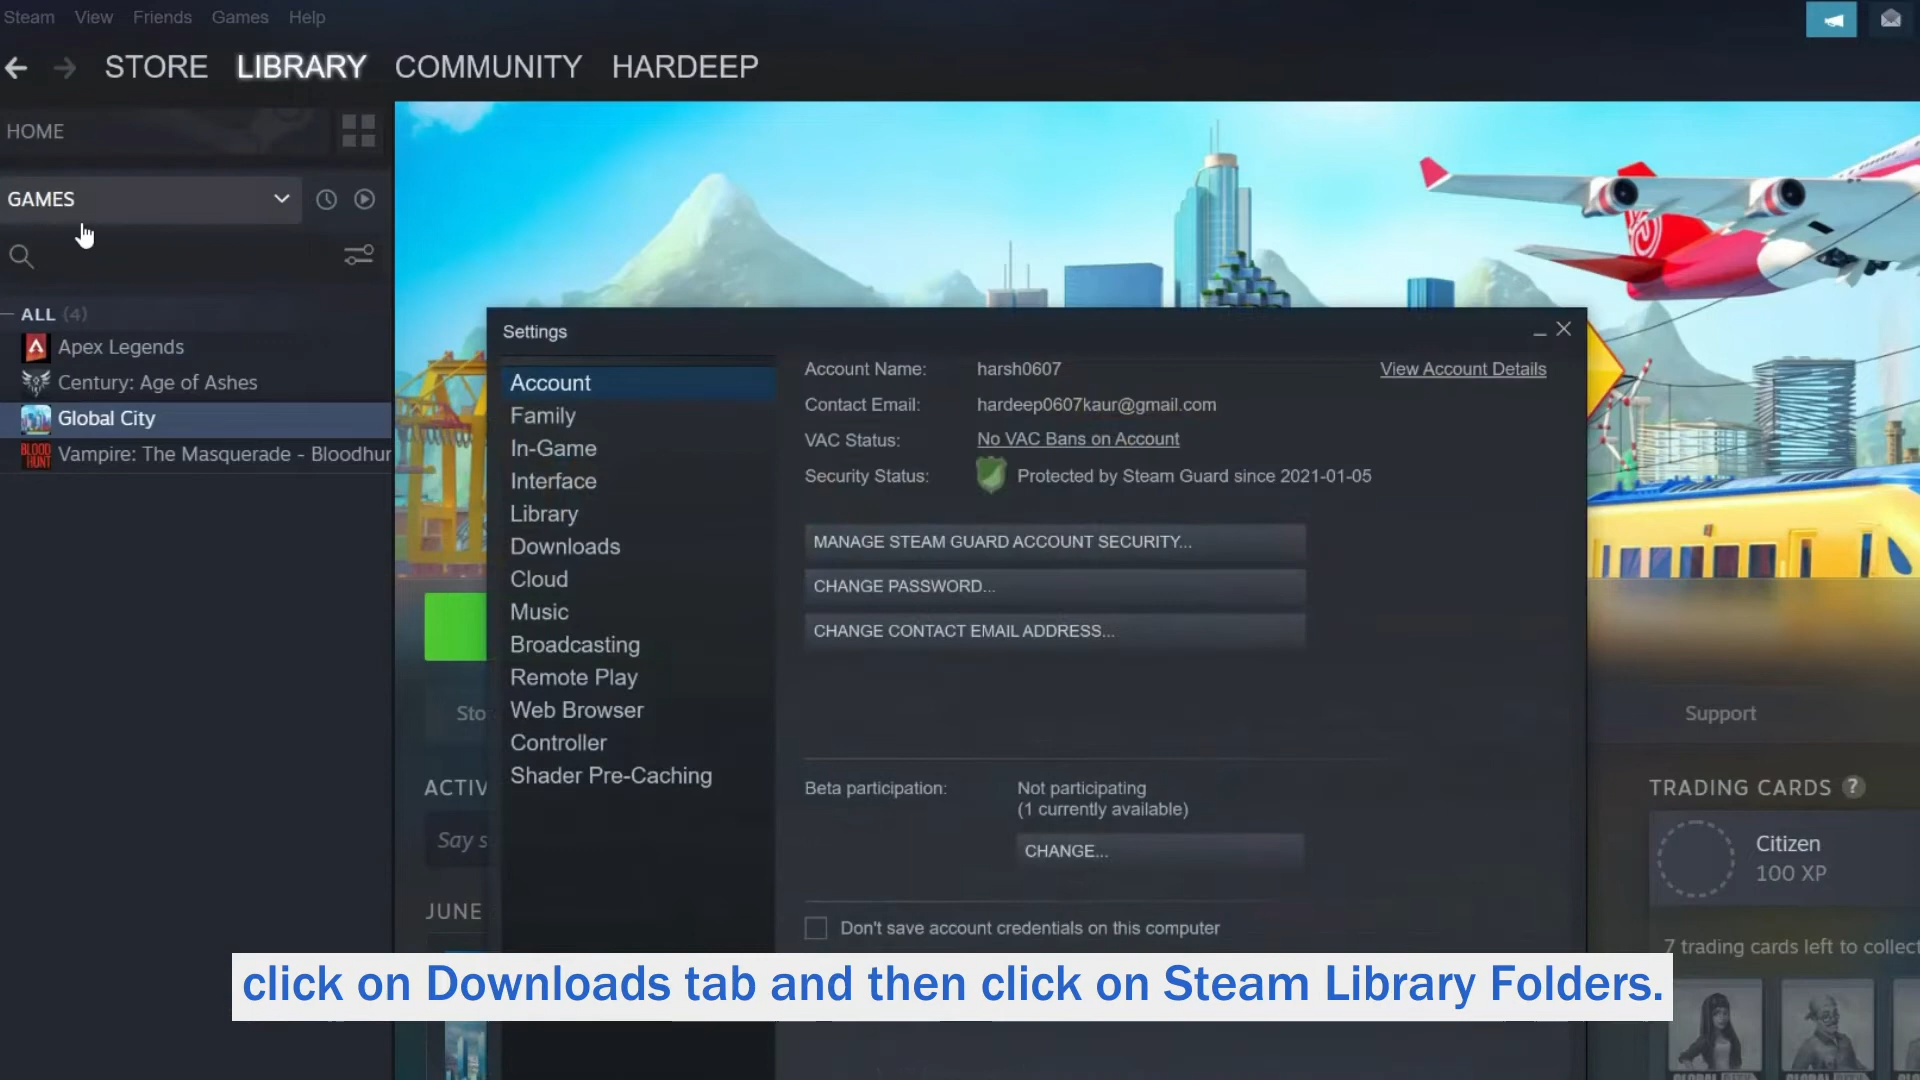 Steam View Friends Games Help
STORE LIBRARY COMMUNITY HARDEEP
HOME
GAMES
ALL (4)
Apex Legends
Century: Age of Ashes
Global City
BLOOD HUNT
Vampire: The Masquerade - Bloodhun
Settings
Account
Family
In-Game
Interface
Library
Downloads
Cloud
Music
Broadcasting
Remote Play
Web Browser
Controller
Shader Pre-Caching
Account Name: harsh0607 View Account Details
Contact Email: hardeep0607kaur@gmail.com
VAC Status: No VAC Bans on Account
Security Status: Protected by Steam Guard since 2021-01-05
MANAGE STEAM GUARD ACCOUNT SECURITY...
CHANGE PASSWORD...
CHANGE CONTACT EMAIL ADDRESS...
Beta participation: Not participating
(1 currently available)
CHANGE...
Don't save account credentials on this computer
Sto
Support
ACTIV
Say s
JUNE
TRADING CARDS ?
Citizen
100 XP
7 trading cards left to collect
click on Downloads tab and then click on Steam Library Folders.